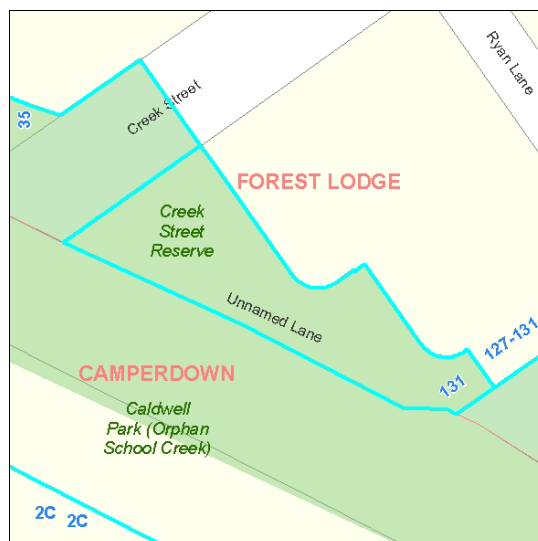 Ryan Lane
Creek Street
35
FOREST LODGE
Creek
Street
Reserve
Unnamed Lane
127-131
131
CAMPERDOWN
Caldwell
Park (Orphan
School Creek)
2C
2C